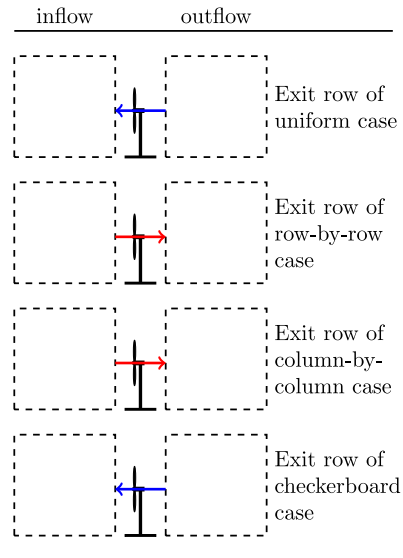 inflow outflow
Exit row of
uniform case
Exit row of
row-by-row
case
Exit row of
column-by-
column case
Exit row of
checkerboard
case